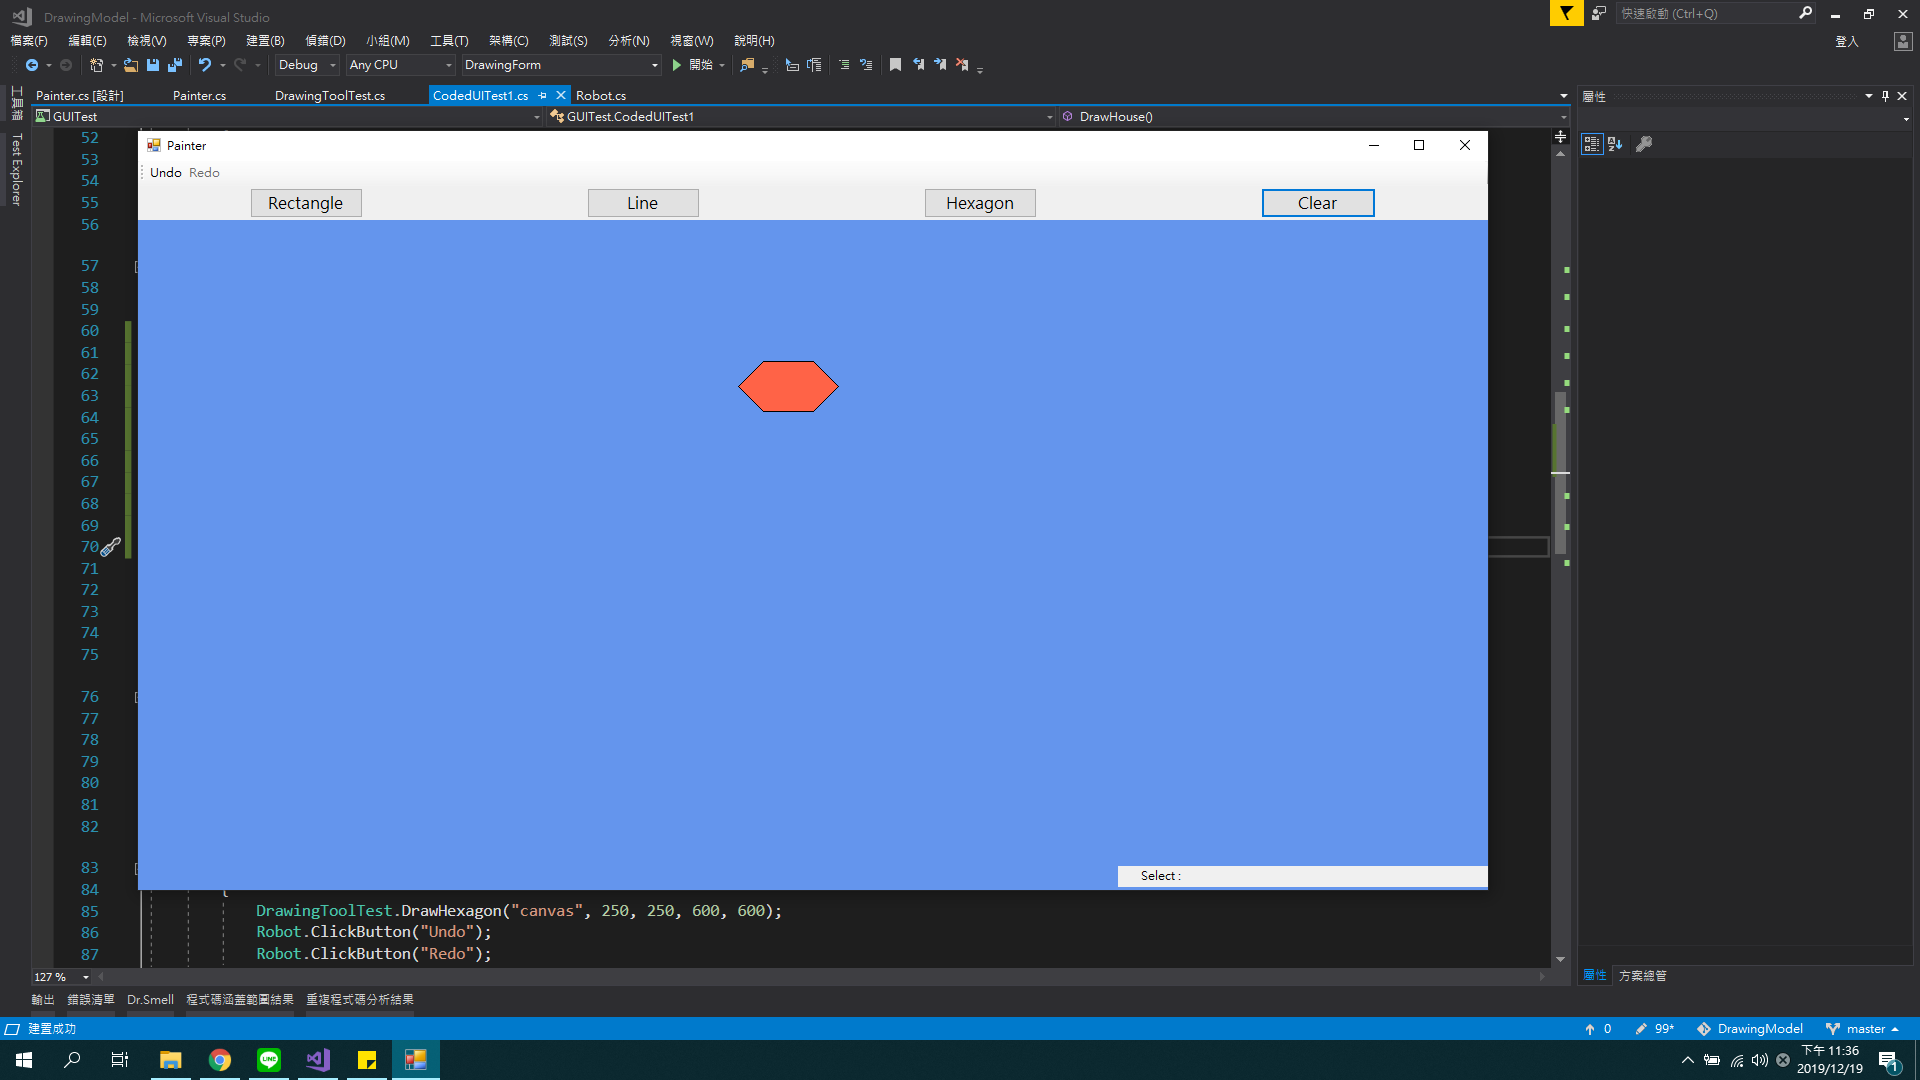 DrawingModel - Microsoft Visual Studio
快速啟動 (Ctrl+Q)
檔案(F) 編輯(E) 檢視(V) 專案(P) 建置(B) 偵錯(D) 小組(M) 工具(T) 架構(C) 測試(S) 分析(N) 視窗(W) 說明(H)
登入
Debug Any CPU DrawingForm 開始
工具箱
Test Explorer
Painter.cs [設計] Painter.cs DrawingToolTest.cs CodedUITest1.cs Robot.cs
屬性
GUITest GUITest.CodedUITest1 DrawHouse()
52
53
54
55
56
57
58
59
60
61
62
63
64
65
66
67
68
69
70
71
72
73
74
75
76
77
78
79
80
81
82
83
84
Painter
Undo Redo
Rectangle Line Hexagon Clear
Select :
85 DrawingToolTest.DrawHexagon("canvas", 250, 250, 600, 600);
86 Robot.ClickButton("Undo");
87 Robot.ClickButton("Redo");
127 %
屬性 方案總管
輸出 錯誤清單 Dr.Smell 程式碼涵蓋範圍結果 重複程式碼分析結果
建置成功
0 99* DrawingModel master
LINE
下午 11:36
2019/12/19
1